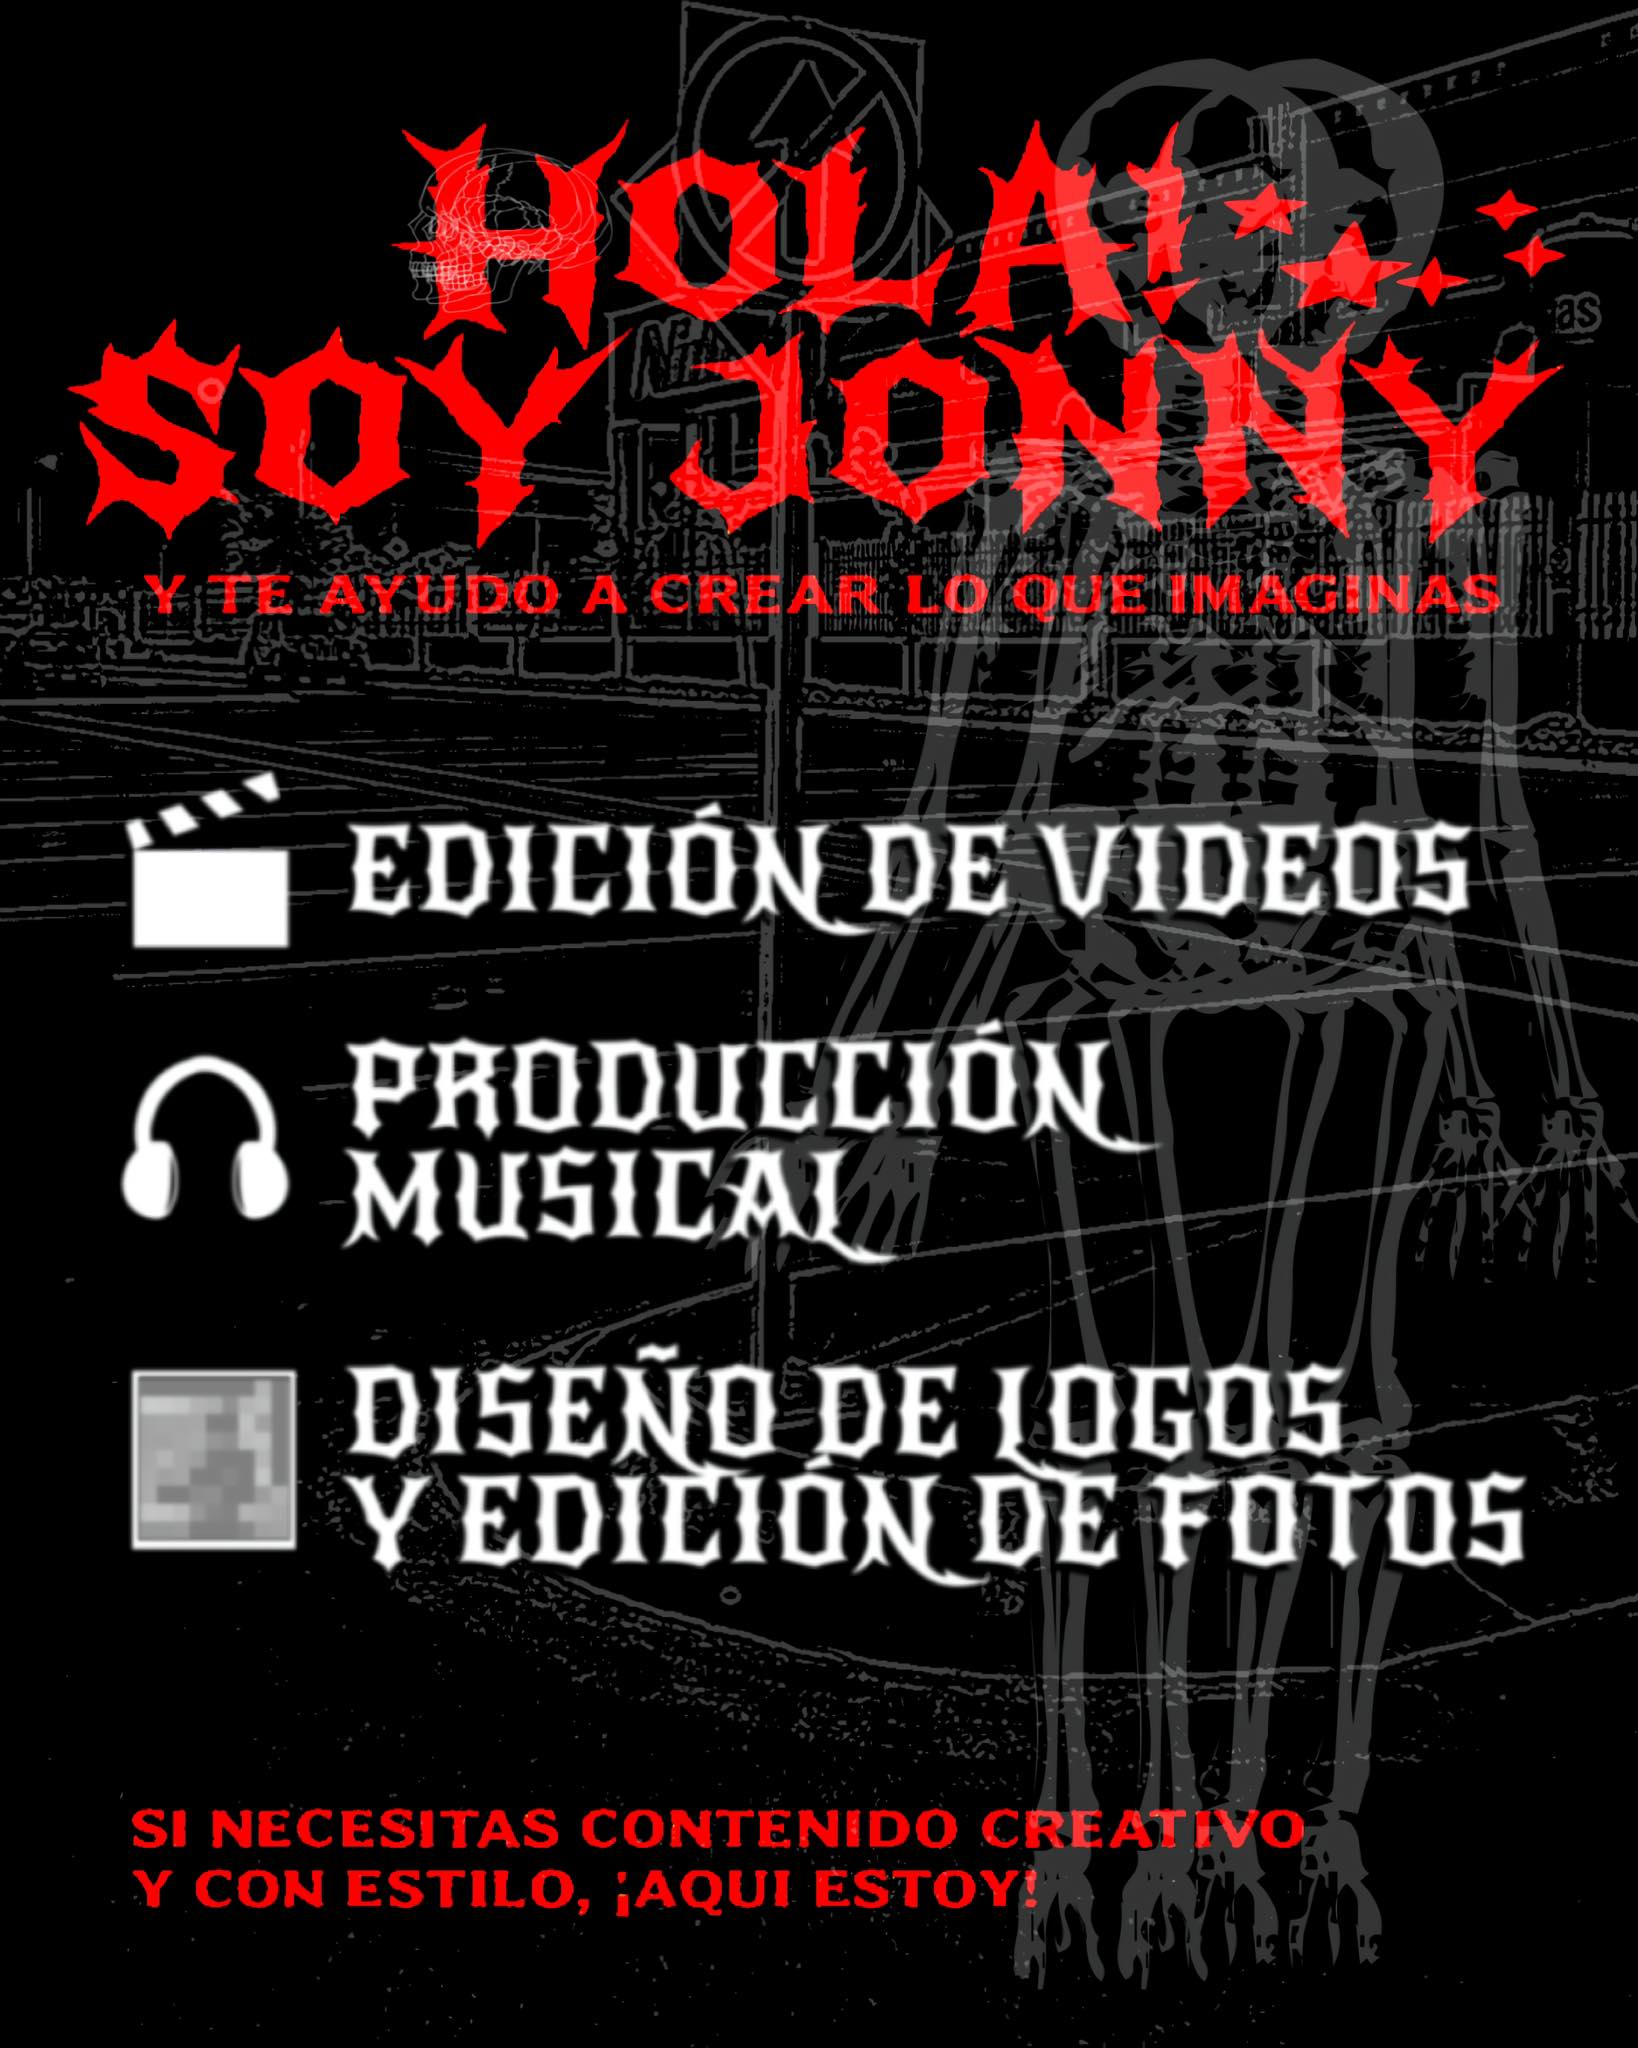 HOLA!
SOY JONNY
Y TE AYUDO A CREAR LO QUE IMAGINAS
as
EDICIÓN DE VIDEOS
PRODUCCIÓN
MUSICAL
DISEÑO DE LOGOS
Y EDICIÓN DE FOTOS
SI NECESITAS CONTENIDO CREATIVO
Y CON ESTILO, ¡AQUI ESTOY!